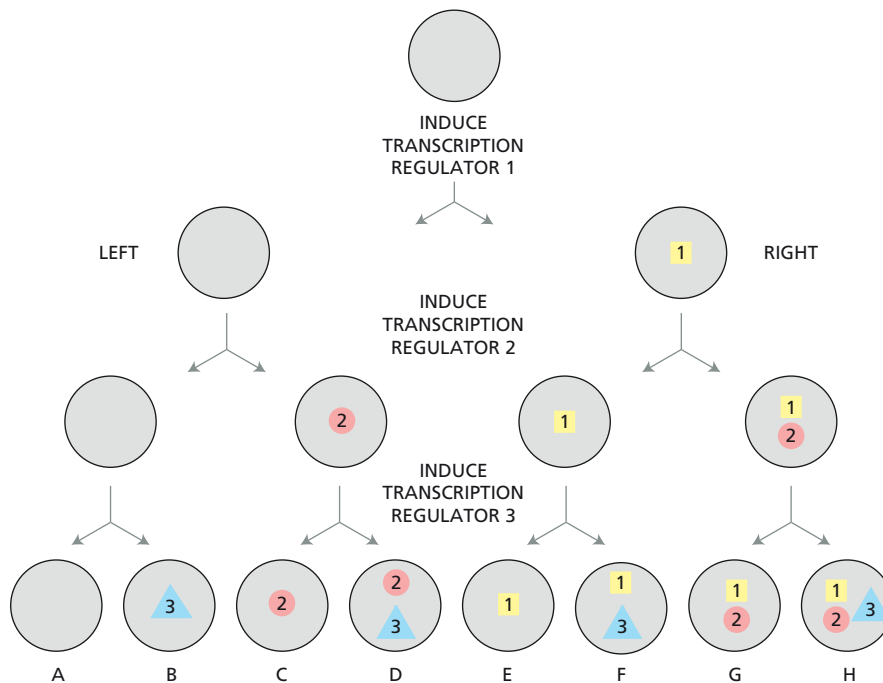 INDUCE
TRANSCRIPTION
REGULATOR 1
LEFT
1
RIGHT
INDUCE
TRANSCRIPTION
REGULATOR 2
2
1
1
2
INDUCE
TRANSCRIPTION
REGULATOR 3
3
2
2
3
1
1
3
1
2
1
2
3
A B C D E F G H